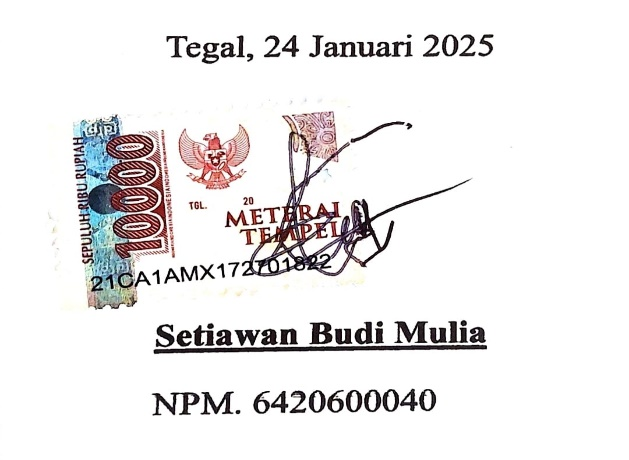 Tegal, 24 Januari 2025
SEPULUH RIBU RUPIAH
10000
TGL. 20
METERAI
TEMPEL
21CA1AMX172701822
Setiawan Budi Mulia
NPM. 6420600040